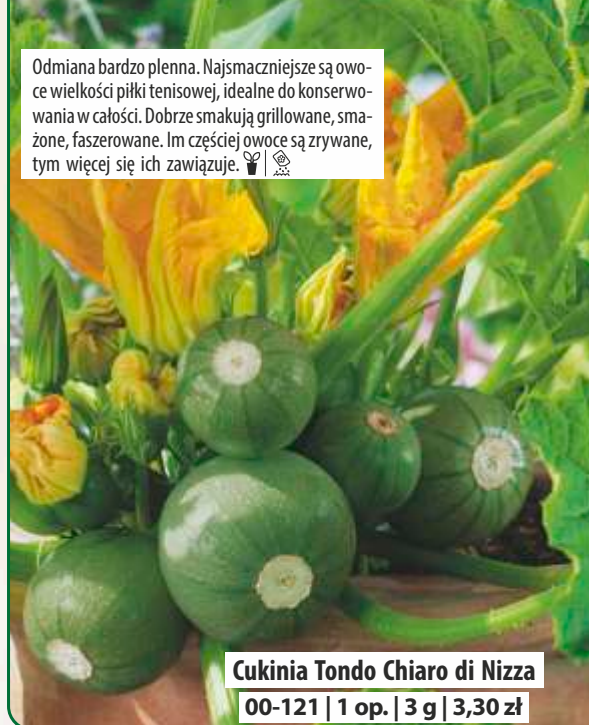 Odmiana bardzo plenna. Najsmaczniejsze są owo-
ce wielkości piłki tenisowej, idealne do konserwo-
wania w całości. Dobrze smakują grillowane, sma-
żone, faszerowane. Im częściej owoce są zrywane,
tym więcej się ich zawiązuje.
Cukinia Tondo Chiaro di Nizza
00-121 | 1 op. | 3 g | 3,30 zł